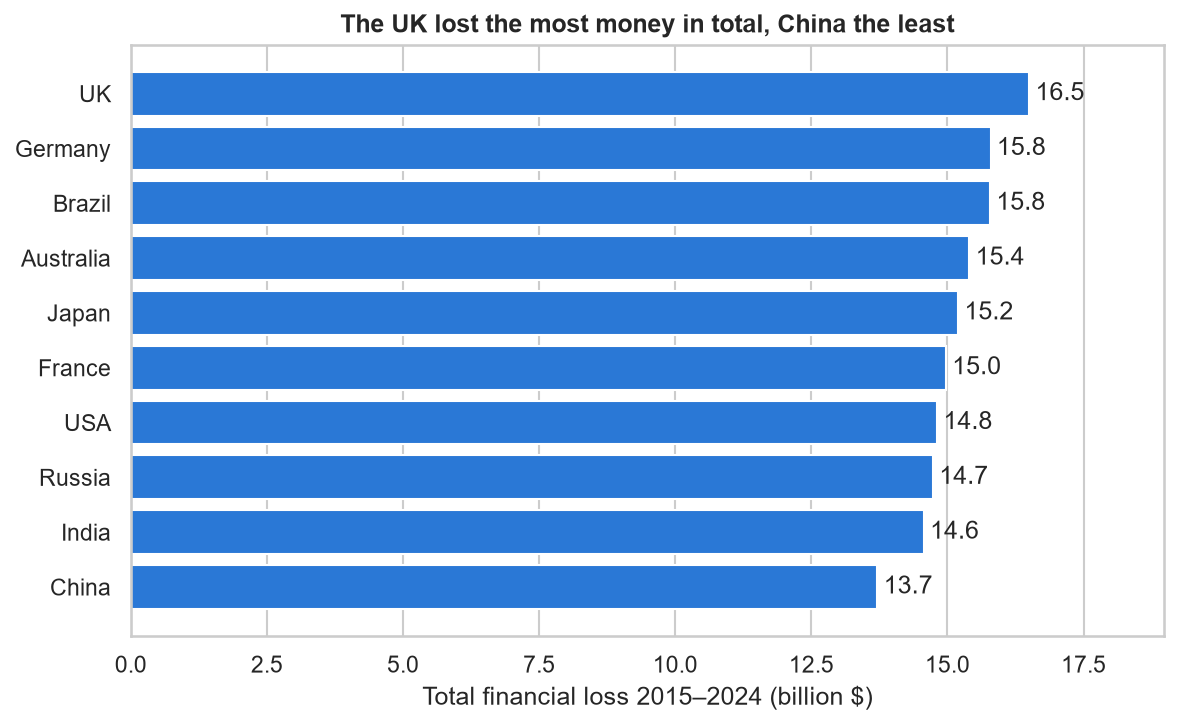 The UK lost the most money in total, China the least
UK 16.5
Germany 15.8
Brazil 15.8
Australia 15.4
Japan 15.2
France 15.0
USA 14.8
Russia 14.7
India 14.6
China 13.7
0.0 2.5 5.0 7.5 10.0 12.5 15.0 17.5
Total financial loss 2015–2024 (billion $)